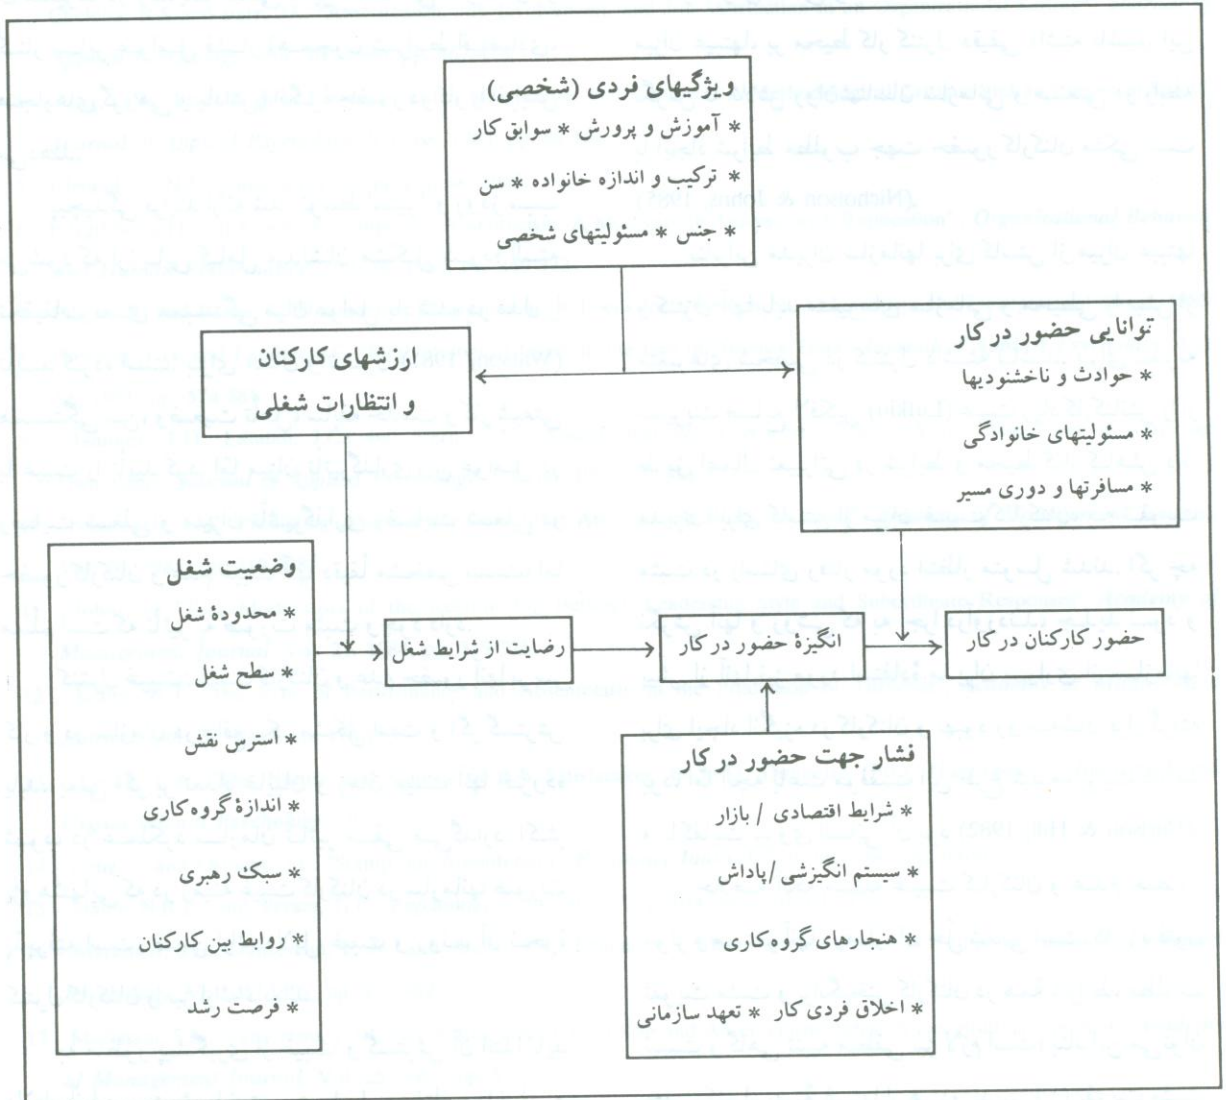 ویژگیهای فردی (شخصی)
* آموزش و پرورش * سوابق کار
* ترکیب و اندازه خانواده * سن
* جنس * مسئولیتهای شخصی
ارزشهای کارکنان
و انتظارات شغلی
توانایی حضور در کار
* حوادث و ناخشنودیها
* مسئولیتهای خانوادگی
* مسافرتها و دوری مسیر
وضعیت شغل
* محدودهٔ شغل
* سطح شغل
* استرس نقش
* اندازهٔ گروه کاری
* سبک رهبری
* روابط بین کارکنان
* فرصت رشد
رضایت از شرایط شغل
انگیزهٔ حضور در کار
حضور کارکنان در کار
نشار جهت حضور در کار
* شرایط اقتصادی / بازار
* سیستم انگیزشی /پاداش
* هنجارهای گروه کاری
* اخلاق فردی کار * تعهد سازمانی